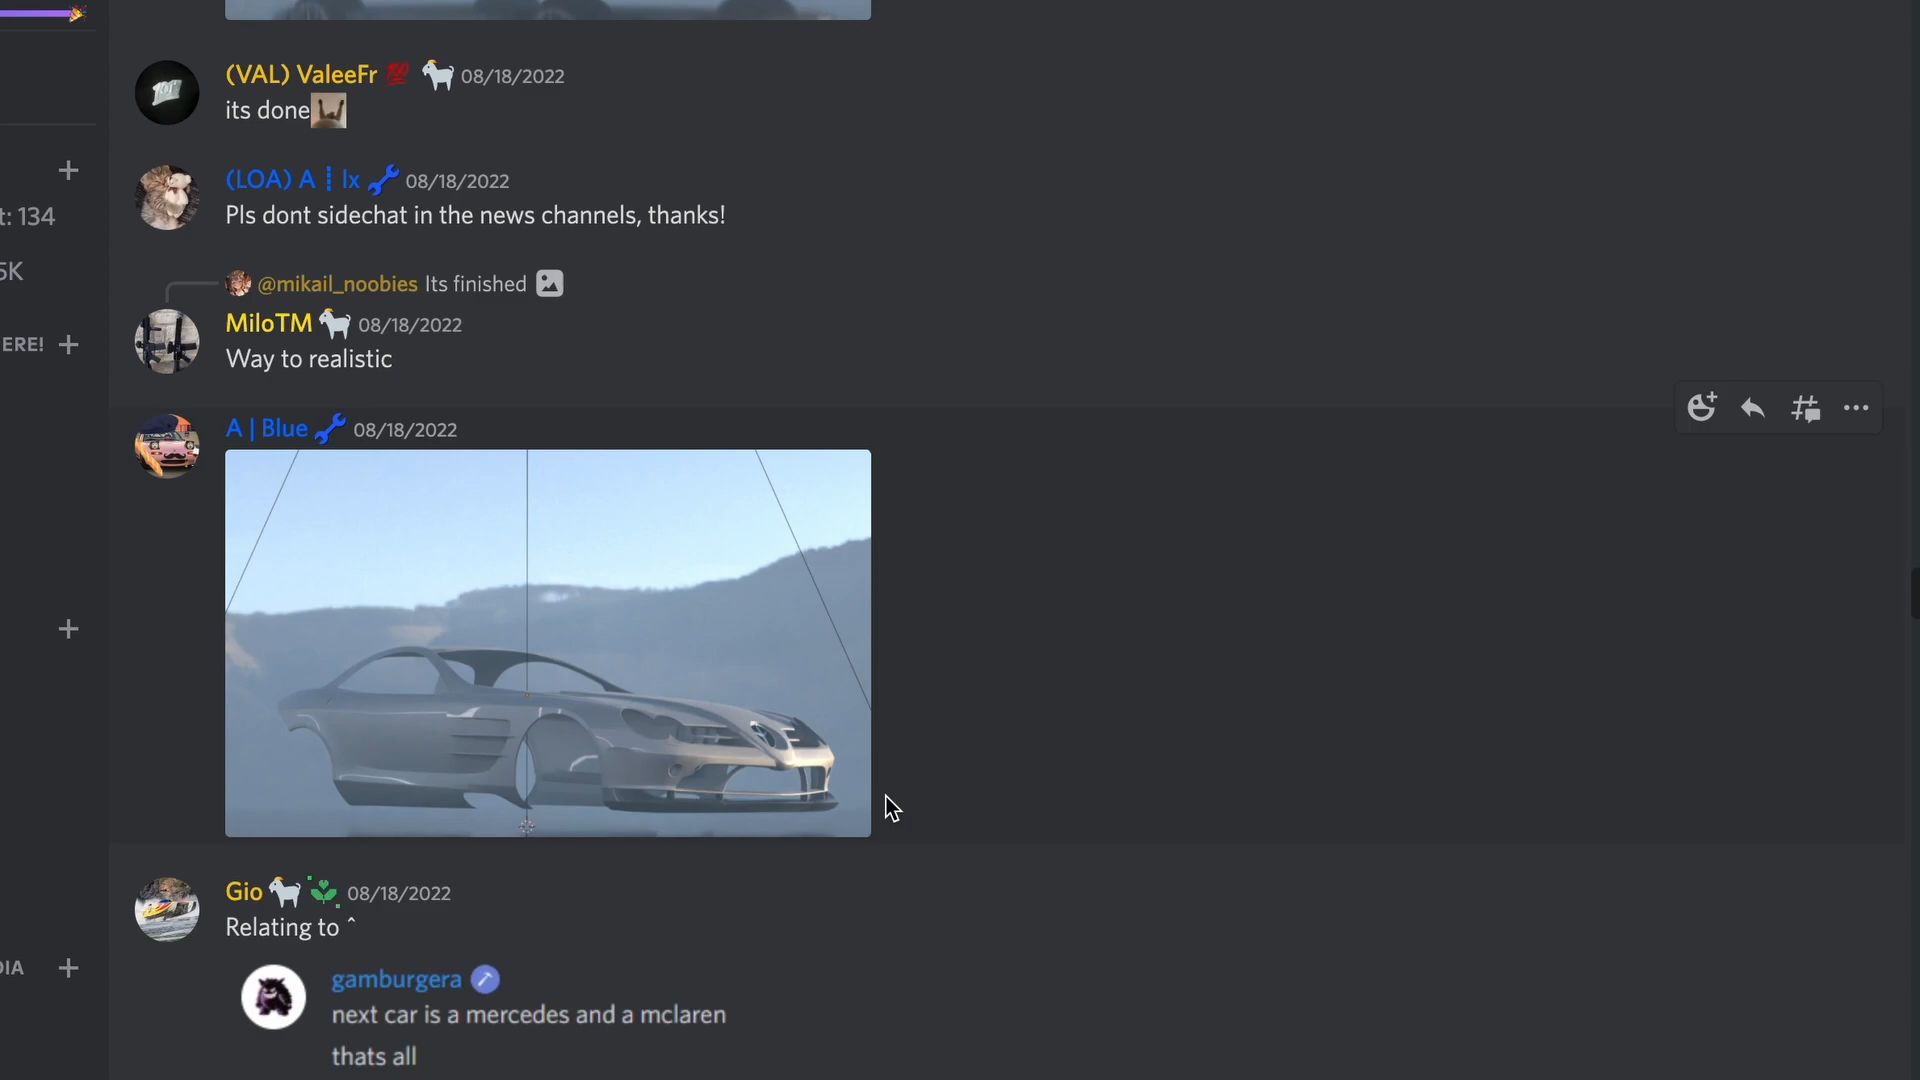 (VAL) ValeeFr 💯 🐐 08/18/2022
its done
(LOA) A ┋ lx 🔧 08/18/2022
t: 134
Pls dont sidechat in the news channels, thanks!
5K
@mikail_noobies Its finished
MiloTM 🐐 08/18/2022
ERE!
Way to realistic
A | Blue 🔧 08/18/2022
Gio 🐐 08/18/2022
Relating to ^
DIA
gamburgera
next car is a mercedes and a mclaren
thats all